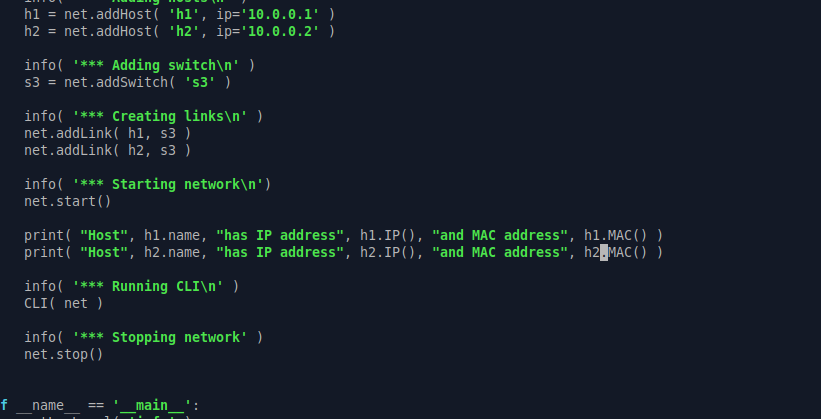 info( '*** Adding hosts\n' )
h1 = net.addHost( 'h1', ip='10.0.0.1' )
h2 = net.addHost( 'h2', ip='10.0.0.2' )
info( '*** Adding switch\n' )
s3 = net.addSwitch( 's3' )
info( '*** Creating links\n' )
net.addLink( h1, s3 )
net.addLink( h2, s3 )
info( '*** Starting network\n')
net.start()
print( "Host", h1.name, "has IP address", h1.IP(), "and MAC address", h1.MAC() )
print( "Host", h2.name, "has IP address", h2.IP(), "and MAC address", h2.MAC() )
info( '*** Running CLI\n' )
CLI( net )
info( '*** Stopping network' )
net.stop()
f __name__ == '__main__':